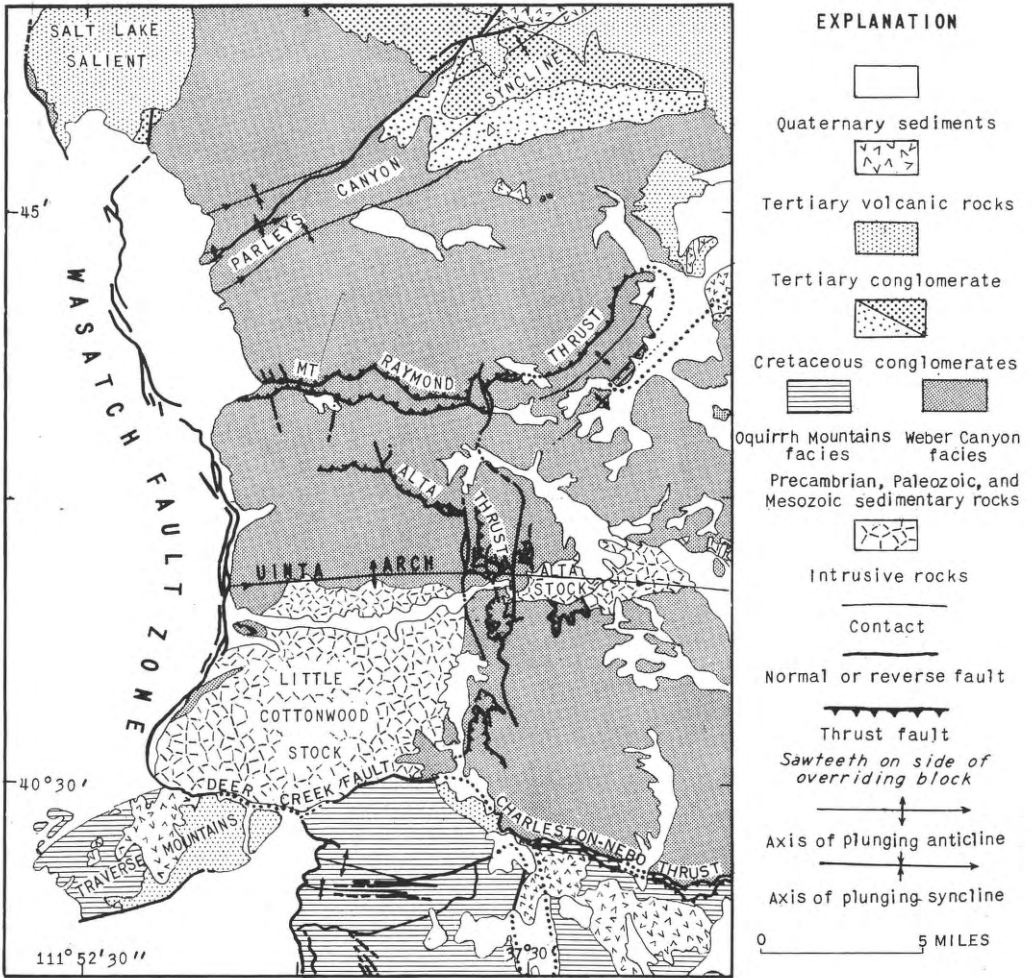 SALT LAKE
SALIENT
SYNCLINE
CANYON
PARLEYS
45'
WASATCH FAULT ZONE
MT
RAYMOND
THRUST
ALTA
THRUST
UINTA ARCH
ALTA
STOCK
LITTLE
COTTONWOOD
STOCK
40°30'
DEER CREEK FAULT
CHARLESTON-NEBO THRUST
TRAVERSE MOUNTAINS
111°52'30"
37'30"
EXPLANATION
Quaternary sediments
Tertiary volcanic rocks
Tertiary conglomerate
Cretaceous conglomerates
Oquirrh Mountains
facies
Weber Canyon
facies
Precambrian, Paleozoic, and
Mesozoic sedimentary rocks
Intrusive rocks
Contact
Normal or reverse fault
Thrust fault
Sawteeth on side of
overriding block
Axis of plunging anticline
Axis of plunging syncline
0 5 MILES